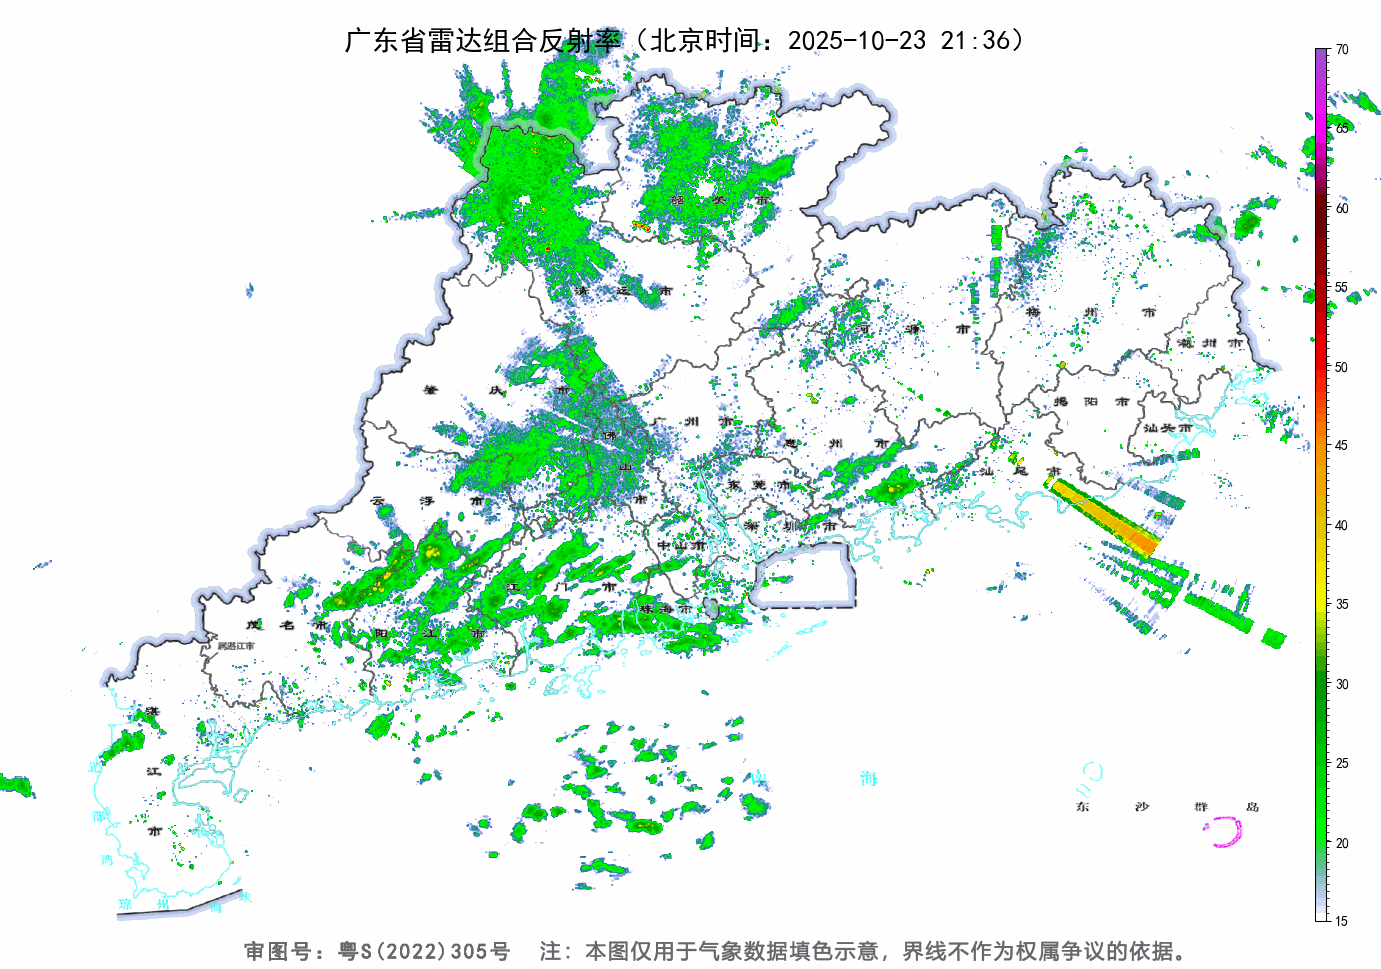 广东省雷达组合反射率（北京时间：2025-10-23 21:36）
70
65
60
55
50
45
40
35
30
25
20
15
韶关市
清远市
河源市
梅州市
潮州市
肇庆市
揭阳市
汕头市
佛山市
广州市
惠州市
汕尾市
东莞市
云浮市
深圳市
中山市
江门市
珠海市
茂名市
阳江市
属湛江市
湛江市
南海
东沙群岛
北部湾
琼州海峡
审图号：粤S(2022)305号 注：本图仅用于气象数据填色示意，界线不作为权属争议的依据。